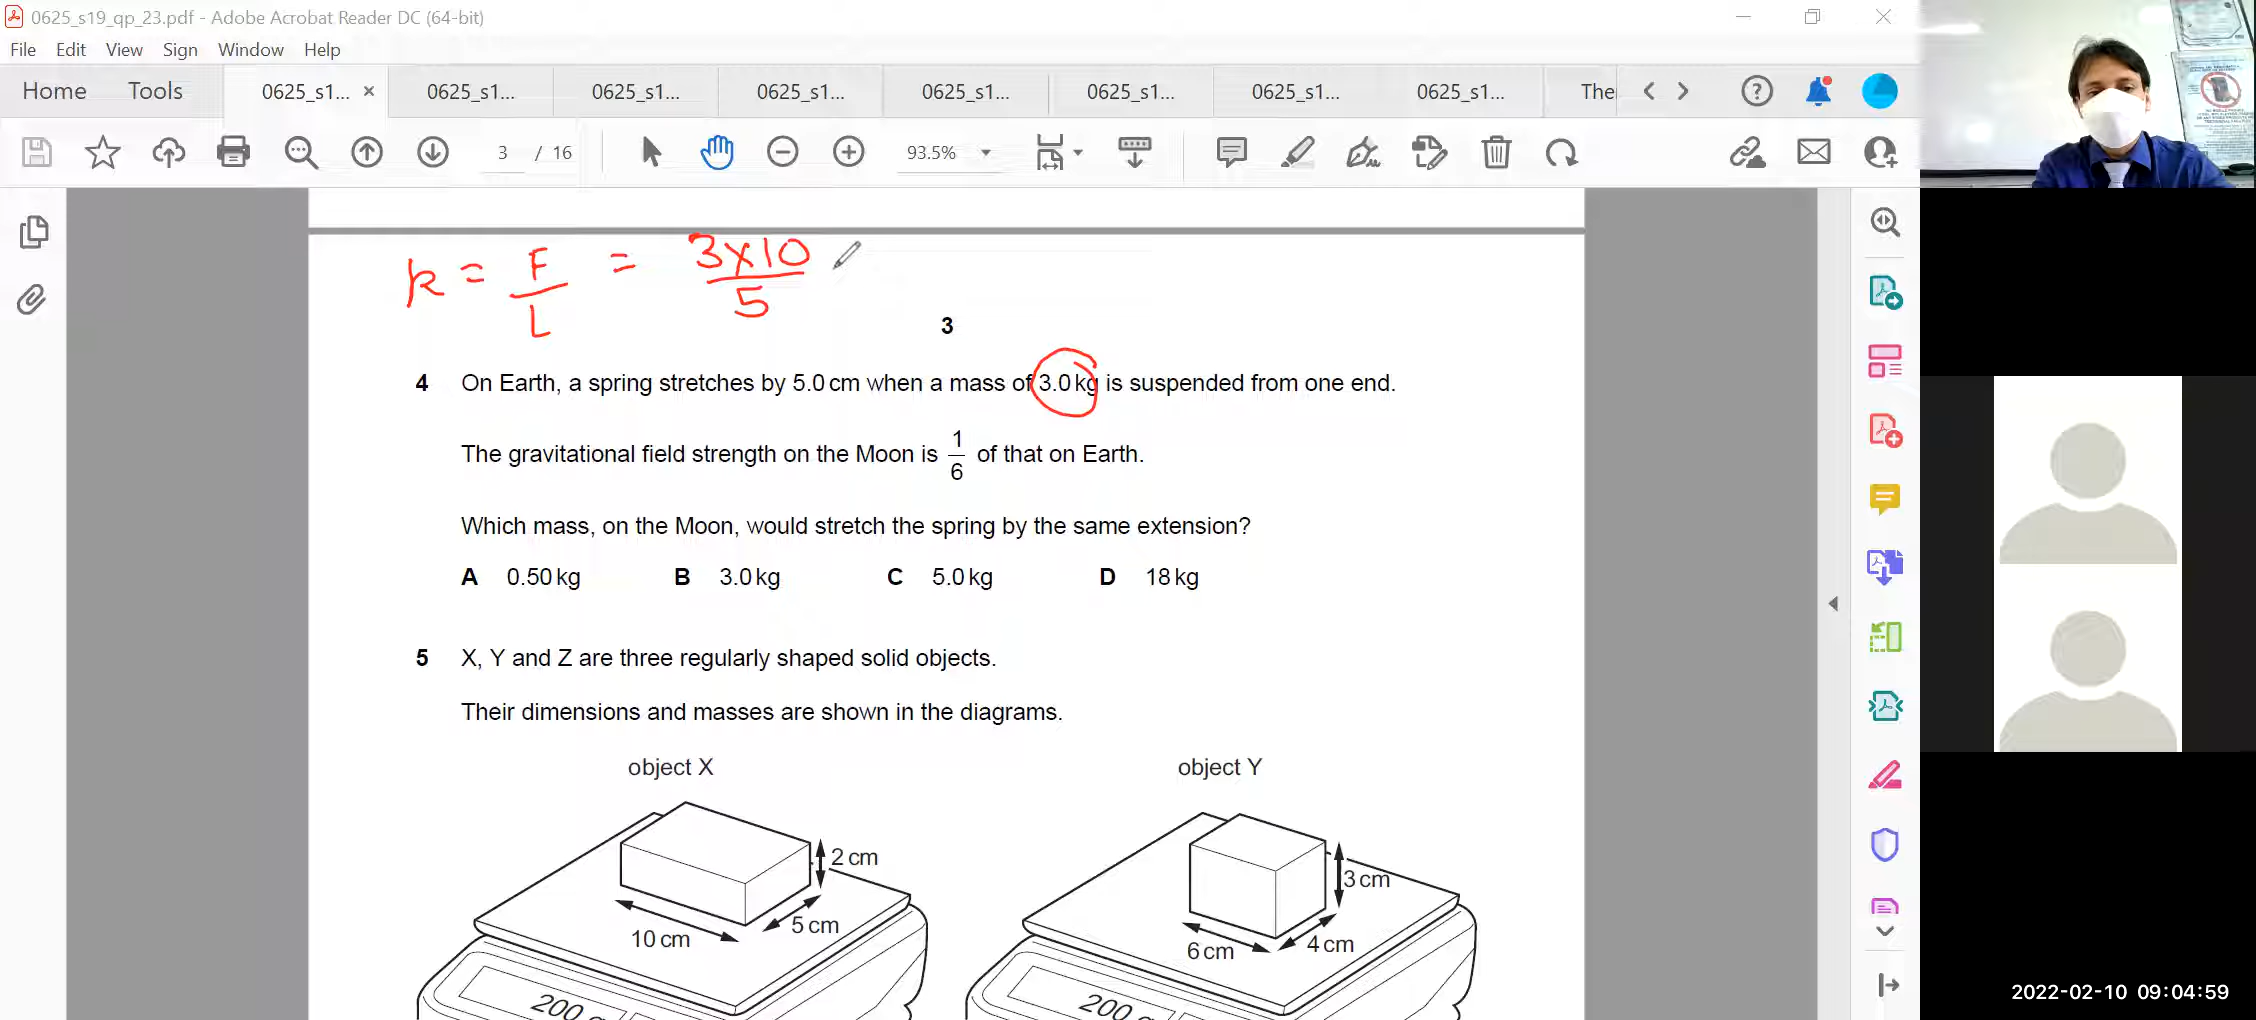 0625_s19_qp_23.pdf - Adobe Acrobat Reader DC (64-bit)
File Edit View Sign Window Help
Home Tools 0625_s1... × 0625_s1... 0625_s1... 0625_s1... 0625_s1... 0625_s1... 0625_s1... 0625_s1... The
3 / 16 93.5%
k = F/L = 3×10/5
3
4 On Earth, a spring stretches by 5.0 cm when a mass of 3.0 kg is suspended from one end.
The gravitational field strength on the Moon is 1/6 of that on Earth.
Which mass, on the Moon, would stretch the spring by the same extension?
A 0.50 kg B 3.0 kg C 5.0 kg D 18 kg
5 X, Y and Z are three regularly shaped solid objects.
Their dimensions and masses are shown in the diagrams.
object X object Y
2 cm 3 cm
5 cm 4 cm
10 cm 6 cm
200 g 200 g
2022-02-10 09:04:59